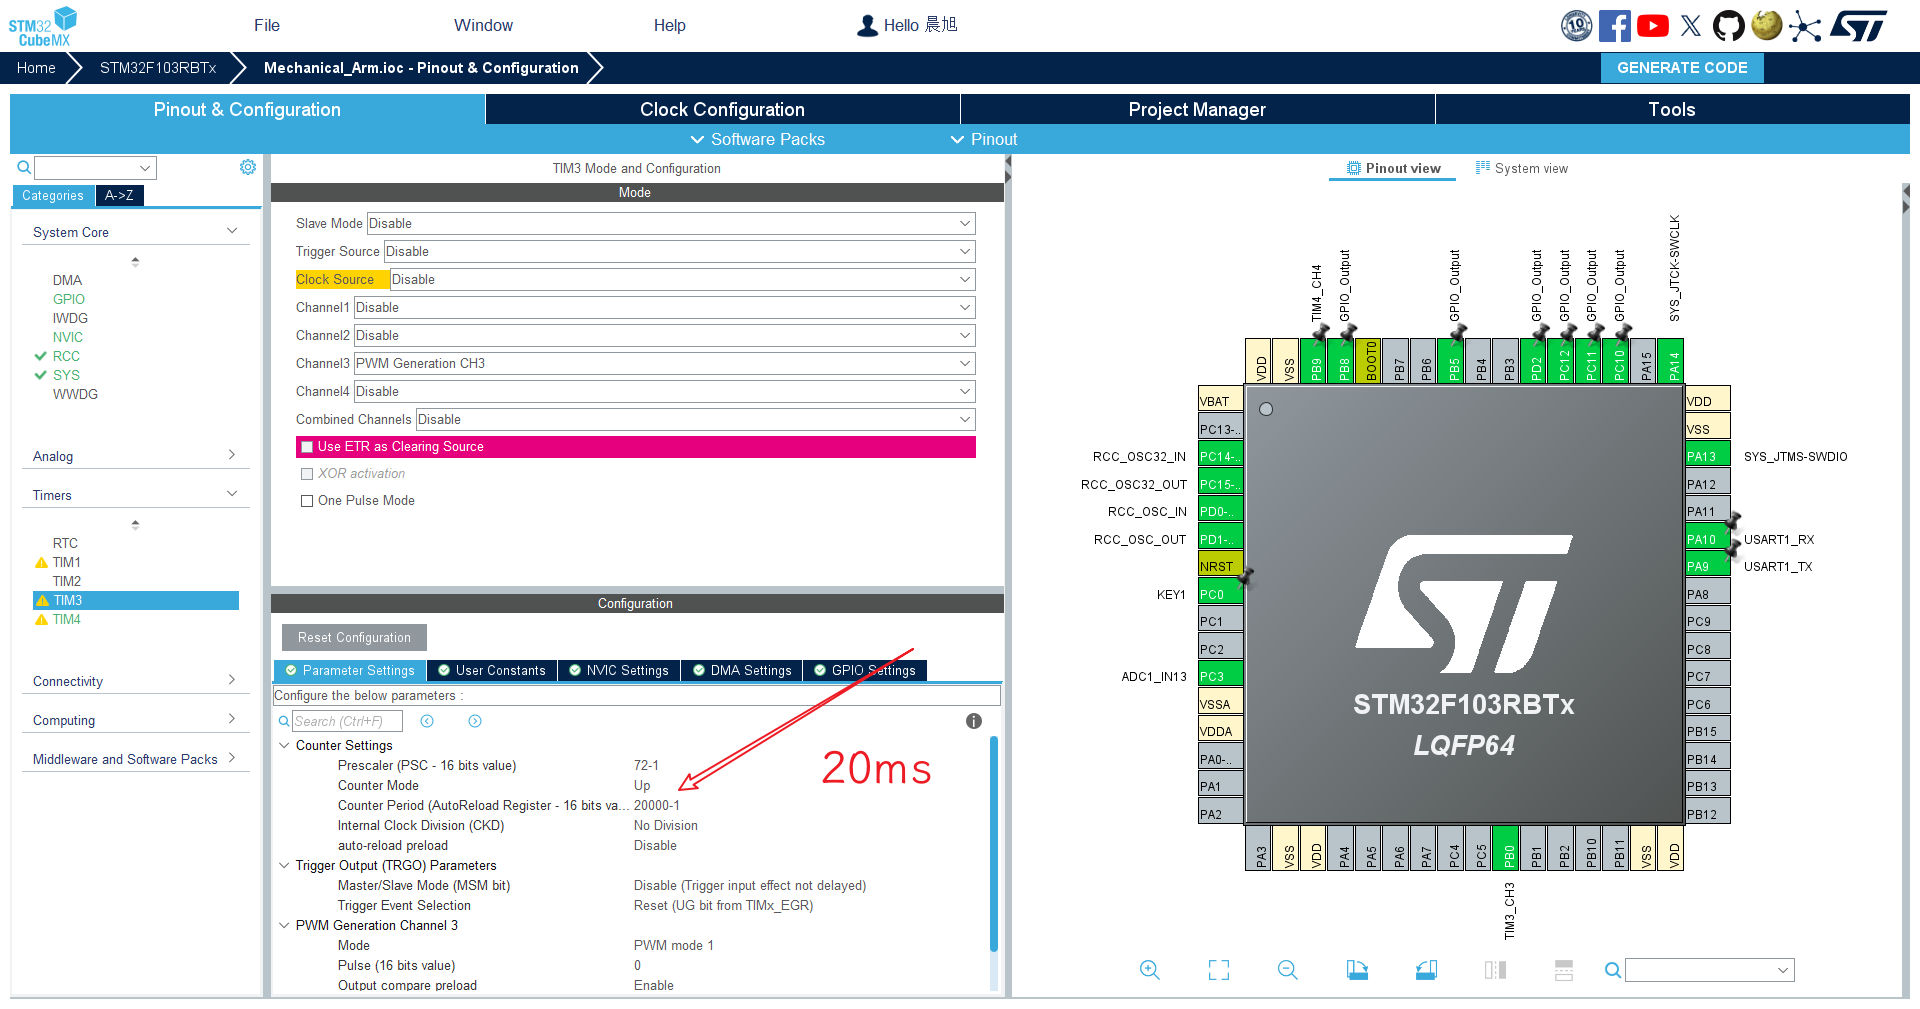 STM32 CubeMX
File
Window
Help
Hello 晨旭
Home
STM32F103RBTx
Mechanical_Arm.ioc - Pinout & Configuration
GENERATE CODE
Pinout & Configuration
Clock Configuration
Project Manager
Tools
Software Packs
Pinout
Categories
A->Z
System Core
DMA
GPIO
IWDG
NVIC
RCC
SYS
WWDG
Analog
Timers
RTC
TIM1
TIM2
TIM3
TIM4
Connectivity
Computing
Middleware and Software Packs
TIM3 Mode and Configuration
Mode
Slave Mode Disable
Trigger Source Disable
Clock Source Disable
Channel1 Disable
Channel2 Disable
Channel3 PWM Generation CH3
Channel4 Disable
Combined Channels Disable
Use ETR as Clearing Source
XOR activation
One Pulse Mode
Configuration
Reset Configuration
Parameter Settings
User Constants
NVIC Settings
DMA Settings
GPIO Settings
Configure the below parameters :
Search (Ctrl+F)
Counter Settings
Prescaler (PSC - 16 bits value) 72-1
Counter Mode Up
Counter Period (AutoReload Register - 16 bits va... 20000-1
Internal Clock Division (CKD) No Division
auto-reload preload Disable
Trigger Output (TRGO) Parameters
Master/Slave Mode (MSM bit) Disable (Trigger input effect not delayed)
Trigger Event Selection Reset (UG bit from TIMx_EGR)
PWM Generation Channel 3
Mode PWM mode 1
Pulse (16 bits value) 0
Output compare preload Enable
20ms
Pinout view
System view
TIM4_CH4
GPIO_Output
GPIO_Output
GPIO_Output
GPIO_Output
GPIO_Output
GPIO_Output
SYS_JTCK-SWCLK
VDD
VSS
PB9
PB8
BOOT0
PB7
PB6
PB5
PB4
PB3
PD2
PC12
PC11
PC10
PA15
PA14
VBAT
PC13-..
RCC_OSC32_IN PC14-..
RCC_OSC32_OUT PC15-..
RCC_OSC_IN PD0-..
RCC_OSC_OUT PD1-..
NRST
KEY1 PC0
PC1
PC2
ADC1_IN13 PC3
VSSA
VDDA
PA0-..
PA1
PA2
ST
STM32F103RBTx
LQFP64
VDD
VSS
PA13 SYS_JTMS-SWDIO
PA12
PA11
PA10 USART1_RX
PA9 USART1_TX
PA8
PC9
PC8
PC7
PC6
PB15
PB14
PB13
PB12
PA3
VSS
VDD
PA4
PA5
PA6
PA7
PC4
PC5
PB0
PB1
PB2
PB10
PB11
VSS
VDD
TIM3_CH3